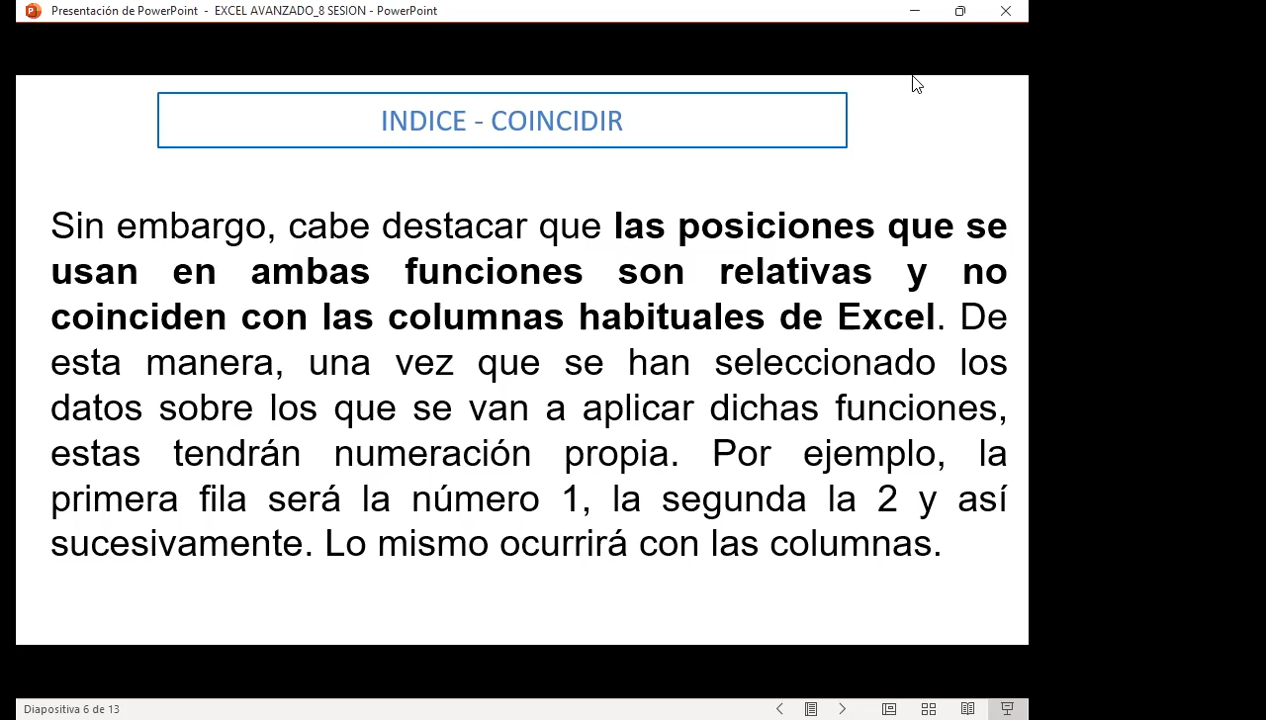 Presentación de PowerPoint - EXCEL AVANZADO_8 SESION - PowerPoint
INDICE - COINCIDIR
Sin embargo, cabe destacar que las posiciones que se
usan en ambas funciones son relativas y no
coinciden con las columnas habituales de Excel. De
esta manera, una vez que se han seleccionado los
datos sobre los que se van a aplicar dichas funciones,
estas tendrán numeración propia. Por ejemplo, la
primera fila será la número 1, la segunda la 2 y así
sucesivamente. Lo mismo ocurrirá con las columnas.
Diapositiva 6 de 13